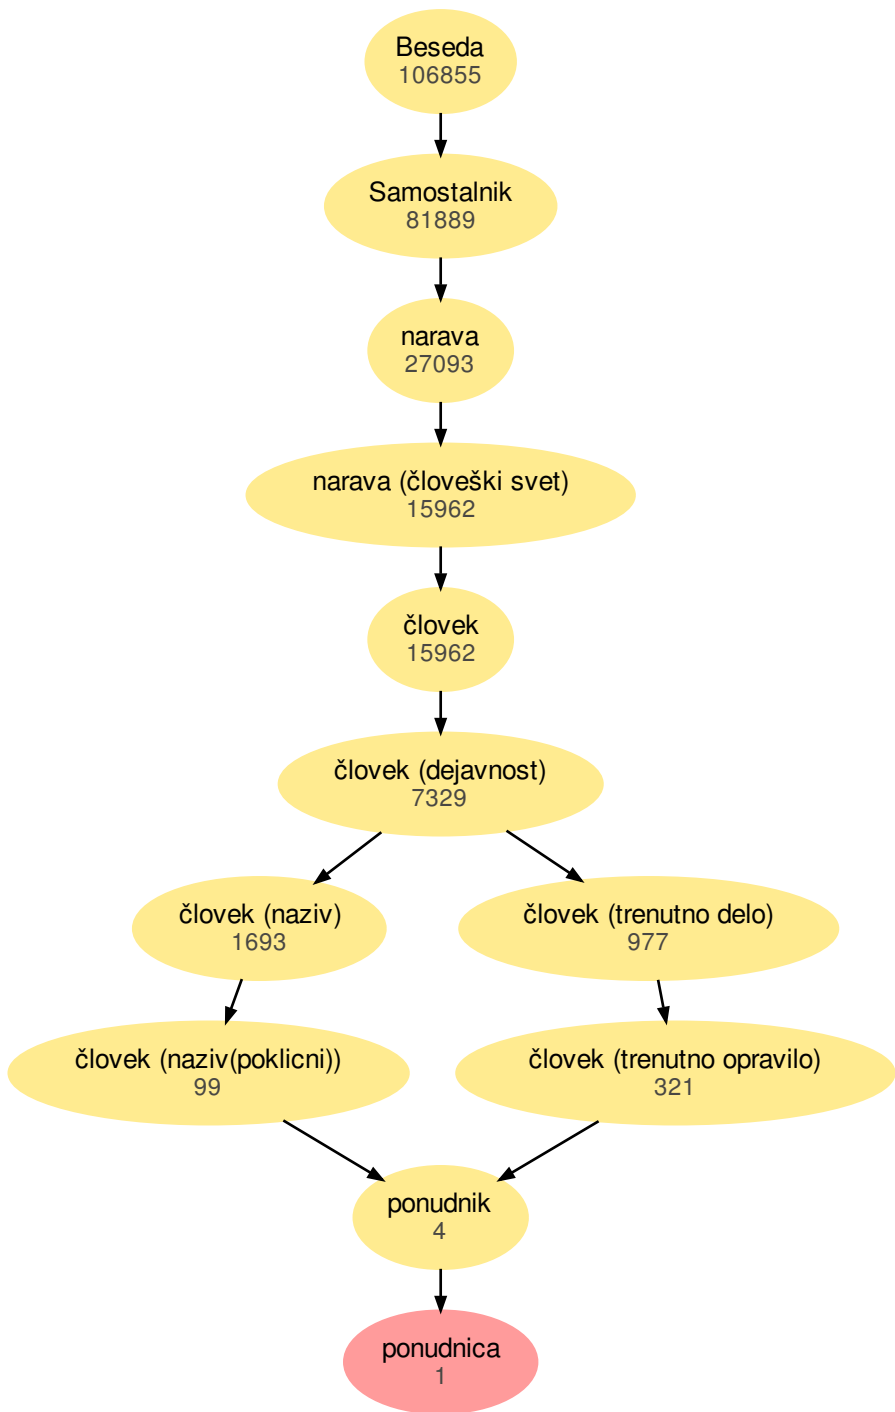 Beseda
106855
Samostalnik
81889
narava
27093
narava (človeški svet)
15962
človek
15962
človek (dejavnost)
7329
človek (naziv)
1693
človek (trenutno delo)
977
človek (naziv(poklicni))
99
človek (trenutno opravilo)
321
ponudnik
4
ponudnica
1